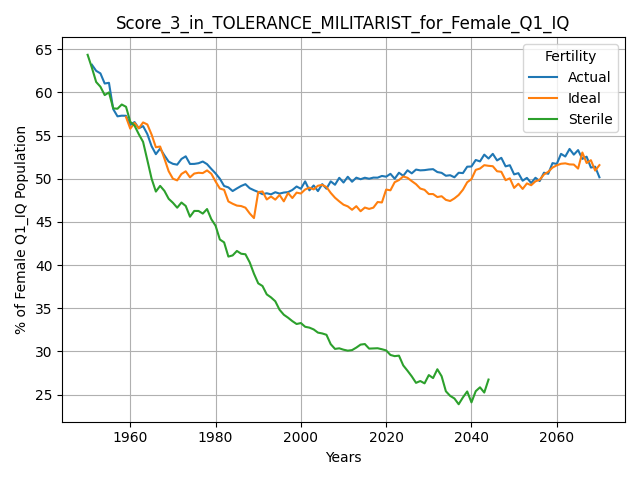 Score_3_in_TOLERANCE_MILITARIST_for_Female_Q1_IQ
Fertility
Actual
Ideal
Sterile
% of Female Q1_IQ Population
65
60
55
50
45
40
35
30
25
1960 1980 2000 2020 2040 2060
Years